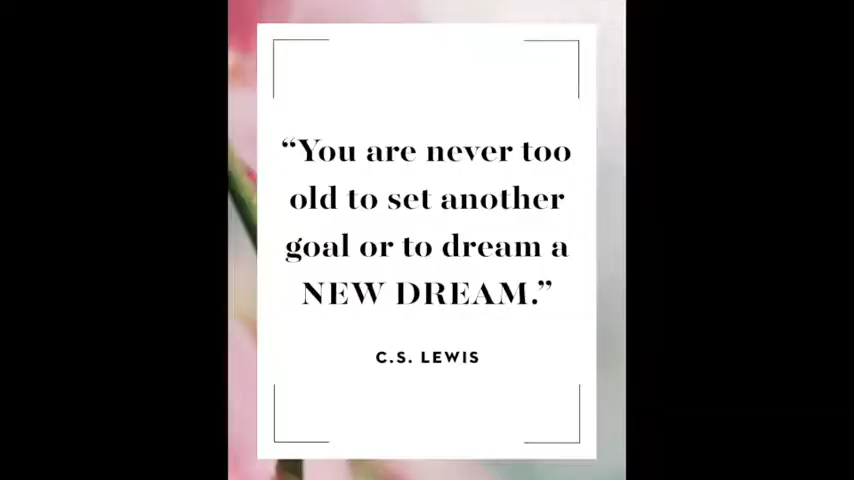 “You are never too
old to set another
goal or to dream a
NEW DREAM.”
C.S. LEWIS